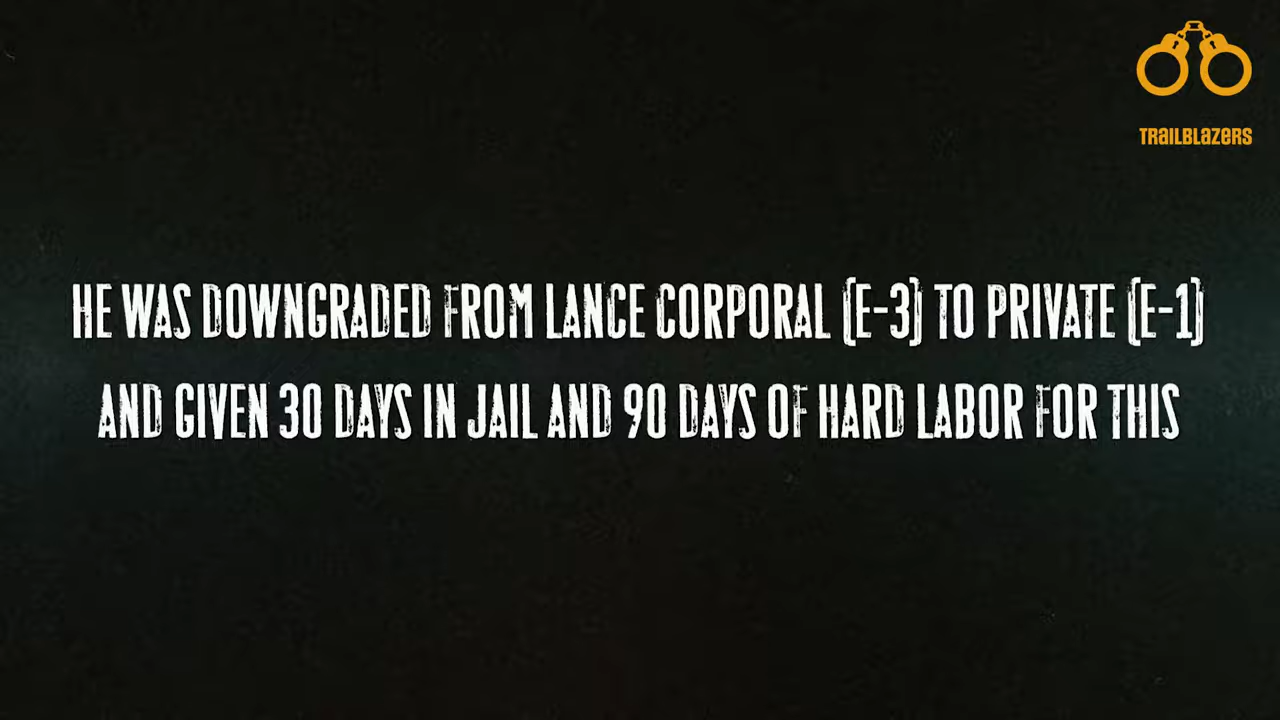 TRAILBLAZERS
HE WAS DOWNGRADED FROM LANCE CORPORAL (E-3) TO PRIVATE (E-1)
AND GIVEN 30 DAYS IN JAIL AND 90 DAYS OF HARD LABOR FOR THIS